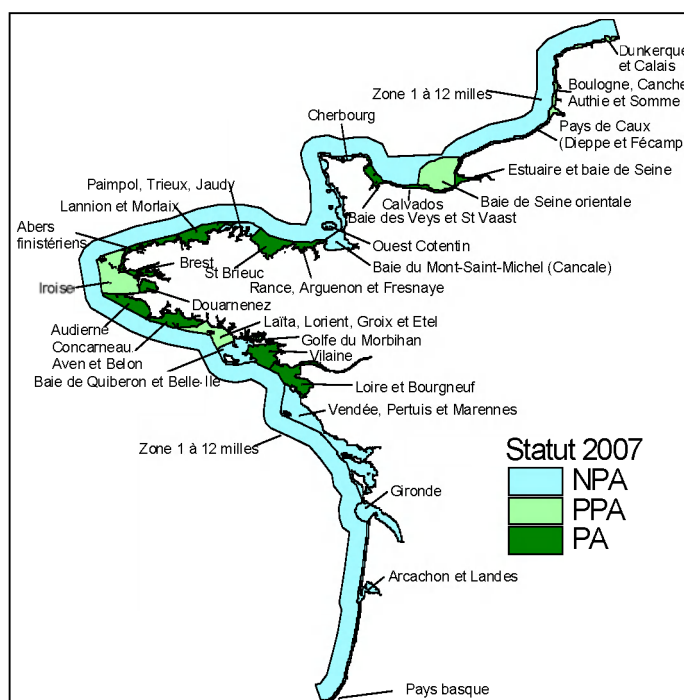 Dunkerque
et Calais
Boulogne, Canche
Authie et Somme
Zone 1 à 12 milles
Pays de Caux
(Dieppe et Fécamp
Cherbourg
Estuaire et baie de Seine
Baie de Seine orientale
Calvados
Baie des Veys et St Vaast
Paimpol, Trieux, Jaudy
Lannion et Morlaix
Ouest Cotentin
Baie du Mont-Saint-Michel (Cancale)
Abers
finistériens
Brest
St Brieuc
Rance, Arguenon et Fresnaye
Iroise
Douarnenez
Audierne
Laïta, Lorient, Groix et Etel
Concarneau
Golfe du Morbihan
Aven et Belon
Vilaine
Baie de Quiberon et Belle-Ile
Loire et Bourgneuf
Vendée, Pertuis et Marennes
Zone 1 à 12 milles
Statut 2007
NPA
PPA
PA
Gironde
Arcachon et Landes
Pays basque